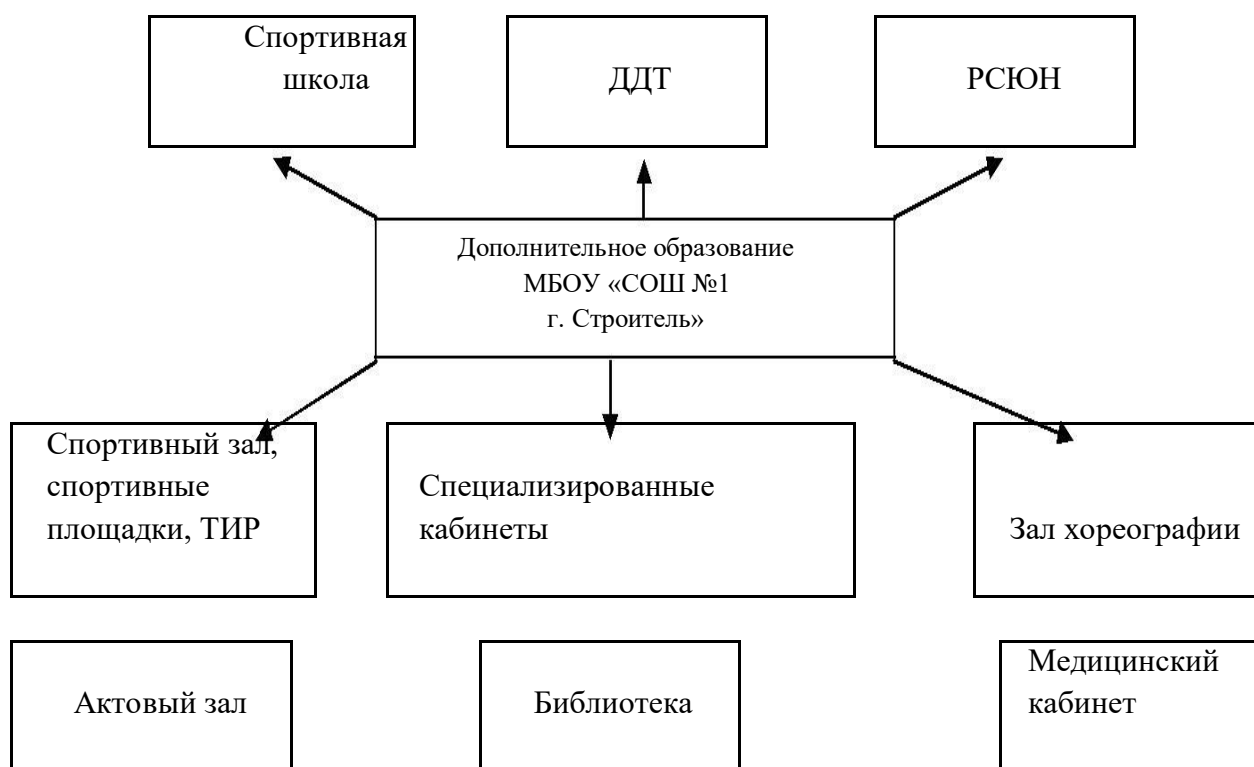 Спортивная
школа
ДДТ
РСЮН
Дополнительное образование
МБОУ «СОШ №1
г. Строитель»
Спортивный зал,
спортивные
площадки, ТИР
Специализированные
кабинеты
Зал хореографии
Актовый зал
Библиотека
Медицинский
кабинет